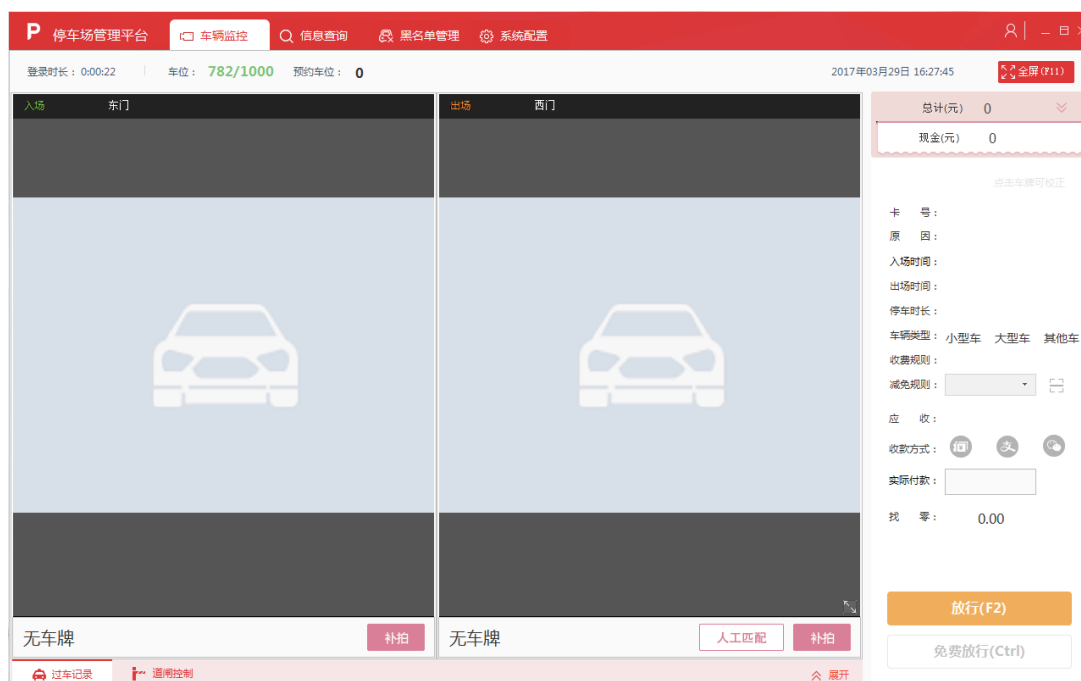 P 停车场管理平台 车辆监控 信息查询 黑名单管理 系统配置
登录时长：0:00:22 车位：782/1000 预约车位：0 2017年03月29日 16:27:45 全屏(F11)
入场 东门 出场 西门
总计(元) 0
现金(元) 0
点击车牌可校正
卡 号：
原 因：
入场时间：
出场时间：
停车时长：
车辆类型：小型车 大型车 其他车
收费规则：
减免规则：
应 收：
收款方式：支
实际付款：
找 零：0.00
放行(F2)
无车牌 补拍 无车牌 人工匹配 补拍
免费放行(Ctrl)
过车记录 道闸控制 展开